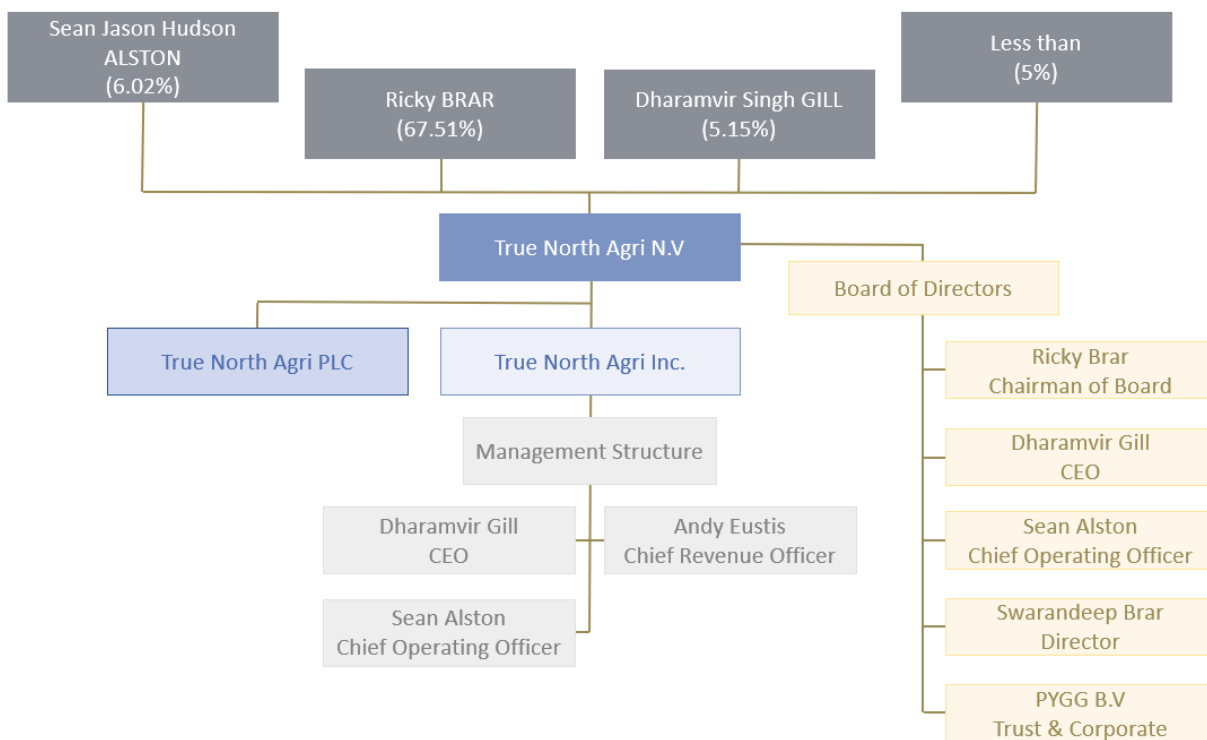 Sean Jason Hudson
ALSTON
(6.02%)
Ricky BRAR
(67.51%)
Dharamvir Singh GILL
(5.15%)
Less than
(5%)
True North Agri N.V
Board of Directors
True North Agri PLC
True North Agri Inc.
Management Structure
Dharamvir Gill
CEO
Andy Eustis
Chief Revenue Officer
Sean Alston
Chief Operating Officer
Ricky Brar
Chairman of Board
Dharamvir Gill
CEO
Sean Alston
Chief Operating Officer
Swarandeep Brar
Director
PYGG B.V
Trust & Corporate